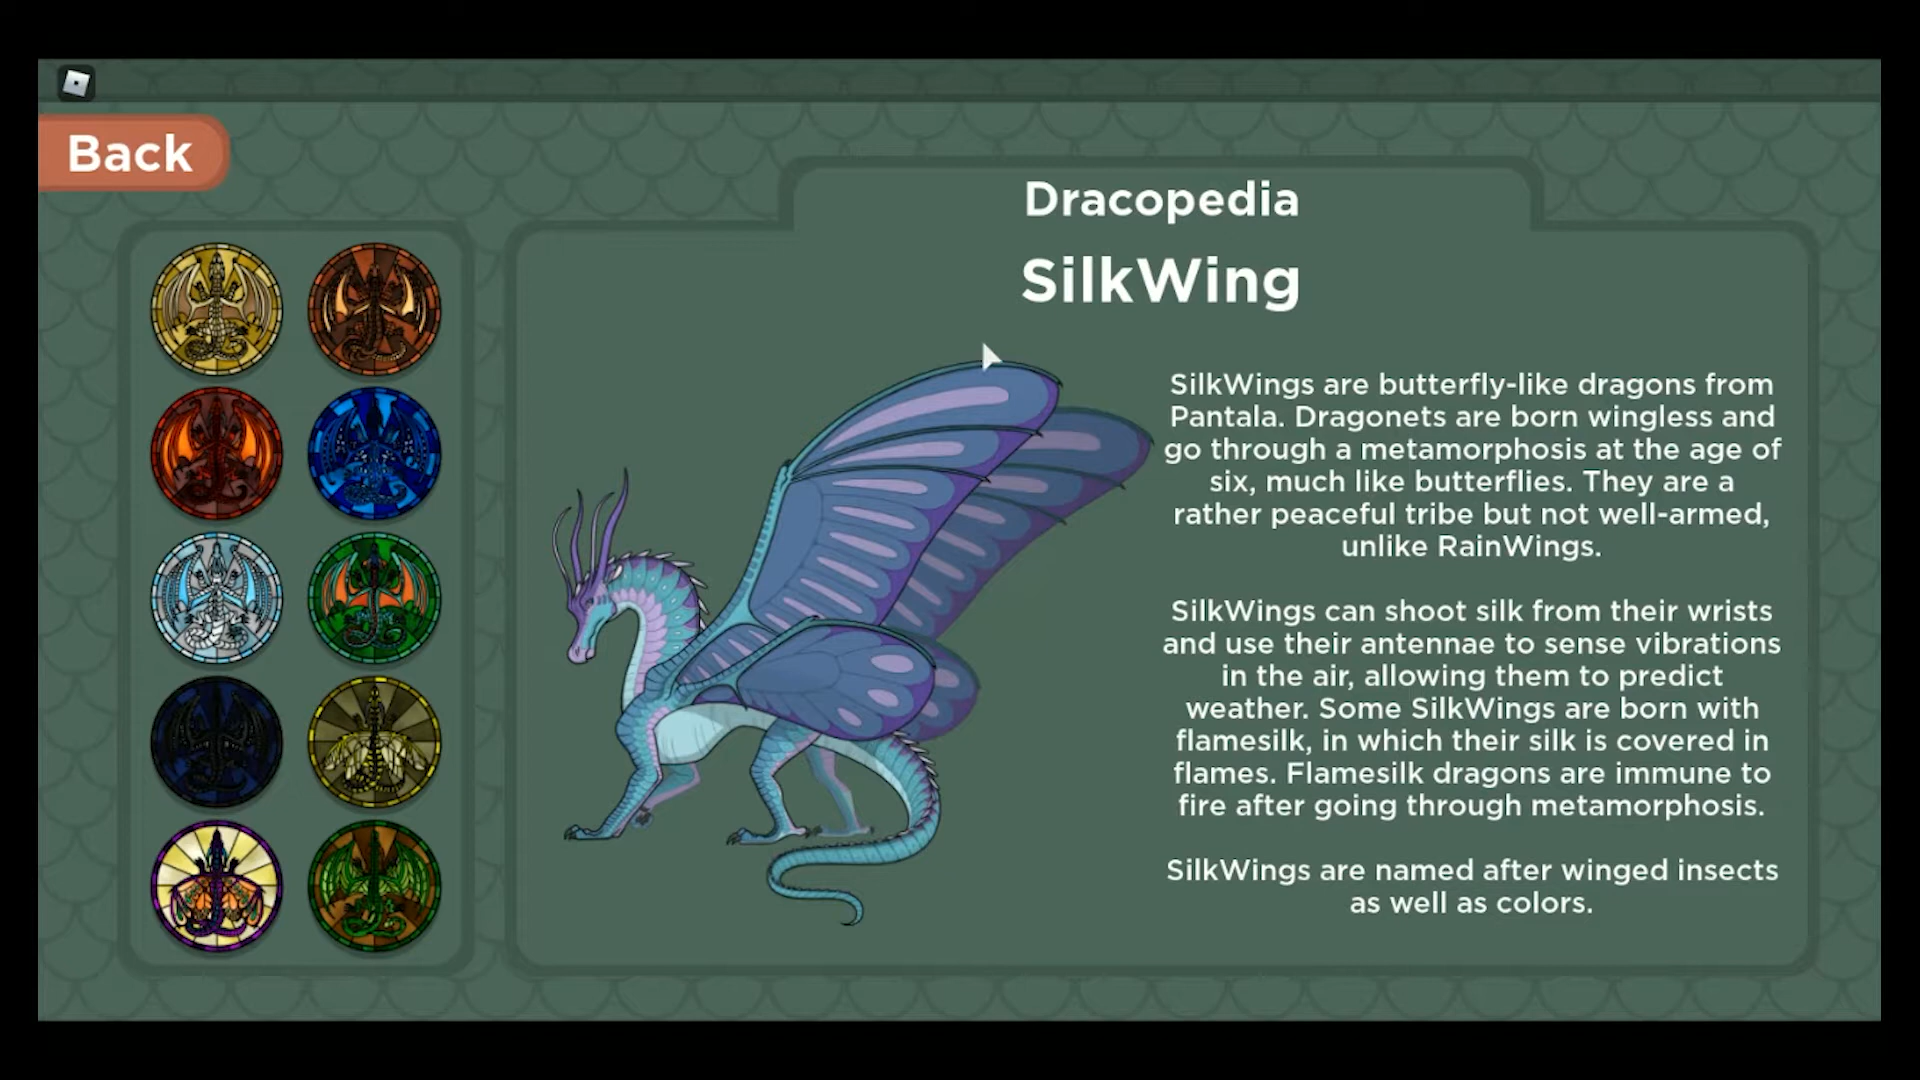 Back
Dracopedia
SilkWing
SilkWings are butterfly-like dragons from
Pantala. Dragonets are born wingless and
go through a metamorphosis at the age of
six, much like butterflies. They are a
rather peaceful tribe but not well-armed,
unlike RainWings.
SilkWings can shoot silk from their wrists
and use their antennae to sense vibrations
in the air, allowing them to predict
weather. Some SilkWings are born with
flamesilk, in which their silk is covered in
flames. Flamesilk dragons are immune to
fire after going through metamorphosis.
SilkWings are named after winged insects
as well as colors.